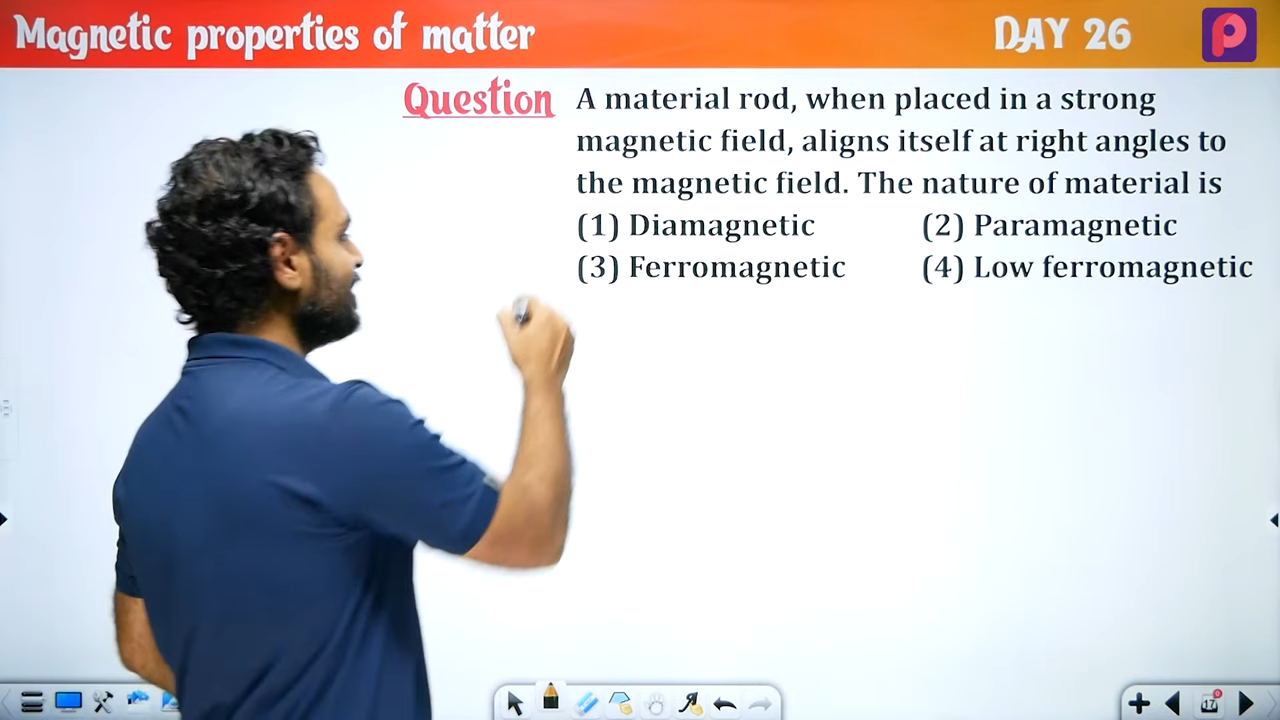 Magnetic properties of matter
DAY 26
Question
A material rod, when placed in a strong
magnetic field, aligns itself at right angles to
the magnetic field. The nature of material is
(1) Diamagnetic (2) Paramagnetic
(3) Ferromagnetic (4) Low ferromagnetic
17